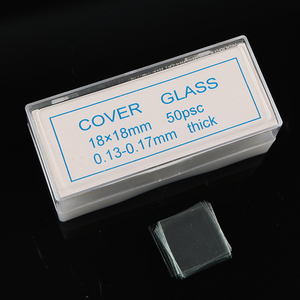 COVER GLASS
18×18mm 50psc
0.13-0.17mm thick